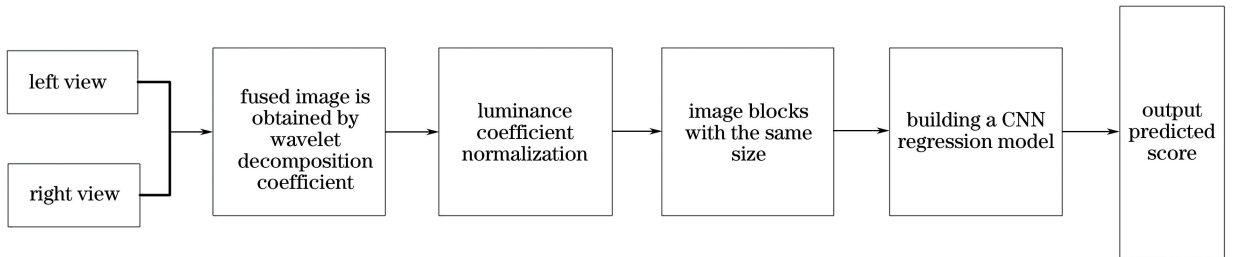 left view
right view
fused image is
obtained by
wavelet
decomposition
coefficient
luminance
coefficient
normalization
image blocks
with the same
size
building a CNN
regression model
output
predicted
score